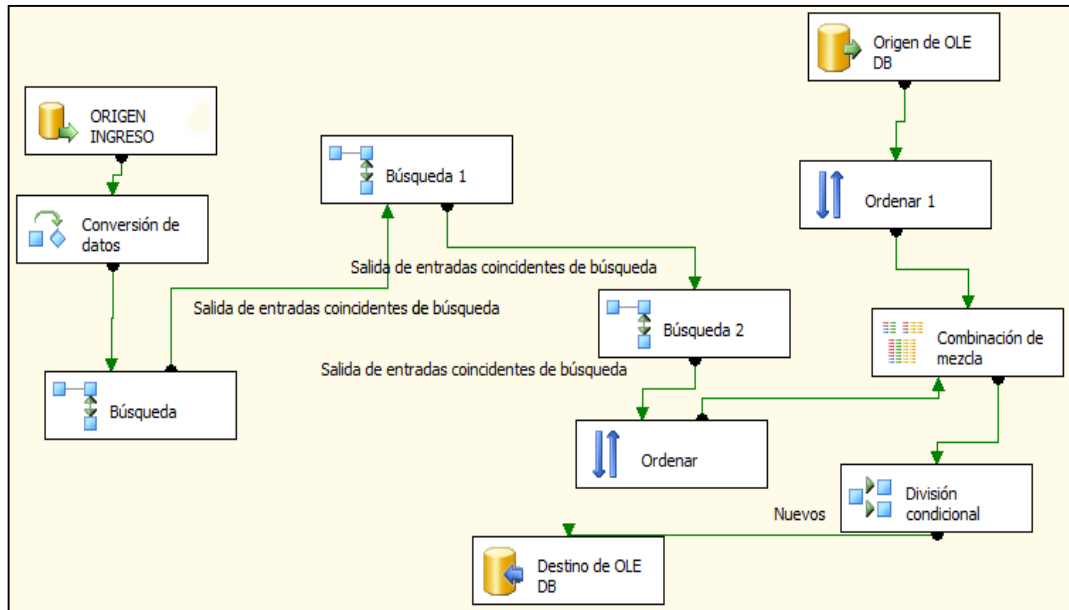 Origen de OLE
DB
ORIGEN
INGRESO
Búsqueda 1
Ordenar 1
Conversión de
datos
Salida de entradas coincidentes de búsqueda
Salida de entradas coincidentes de búsqueda
Búsqueda 2
Combinación de
mezcla
Salida de entradas coincidentes de búsqueda
Búsqueda
Ordenar
División
condicional
Nuevos
Destino de OLE
DB